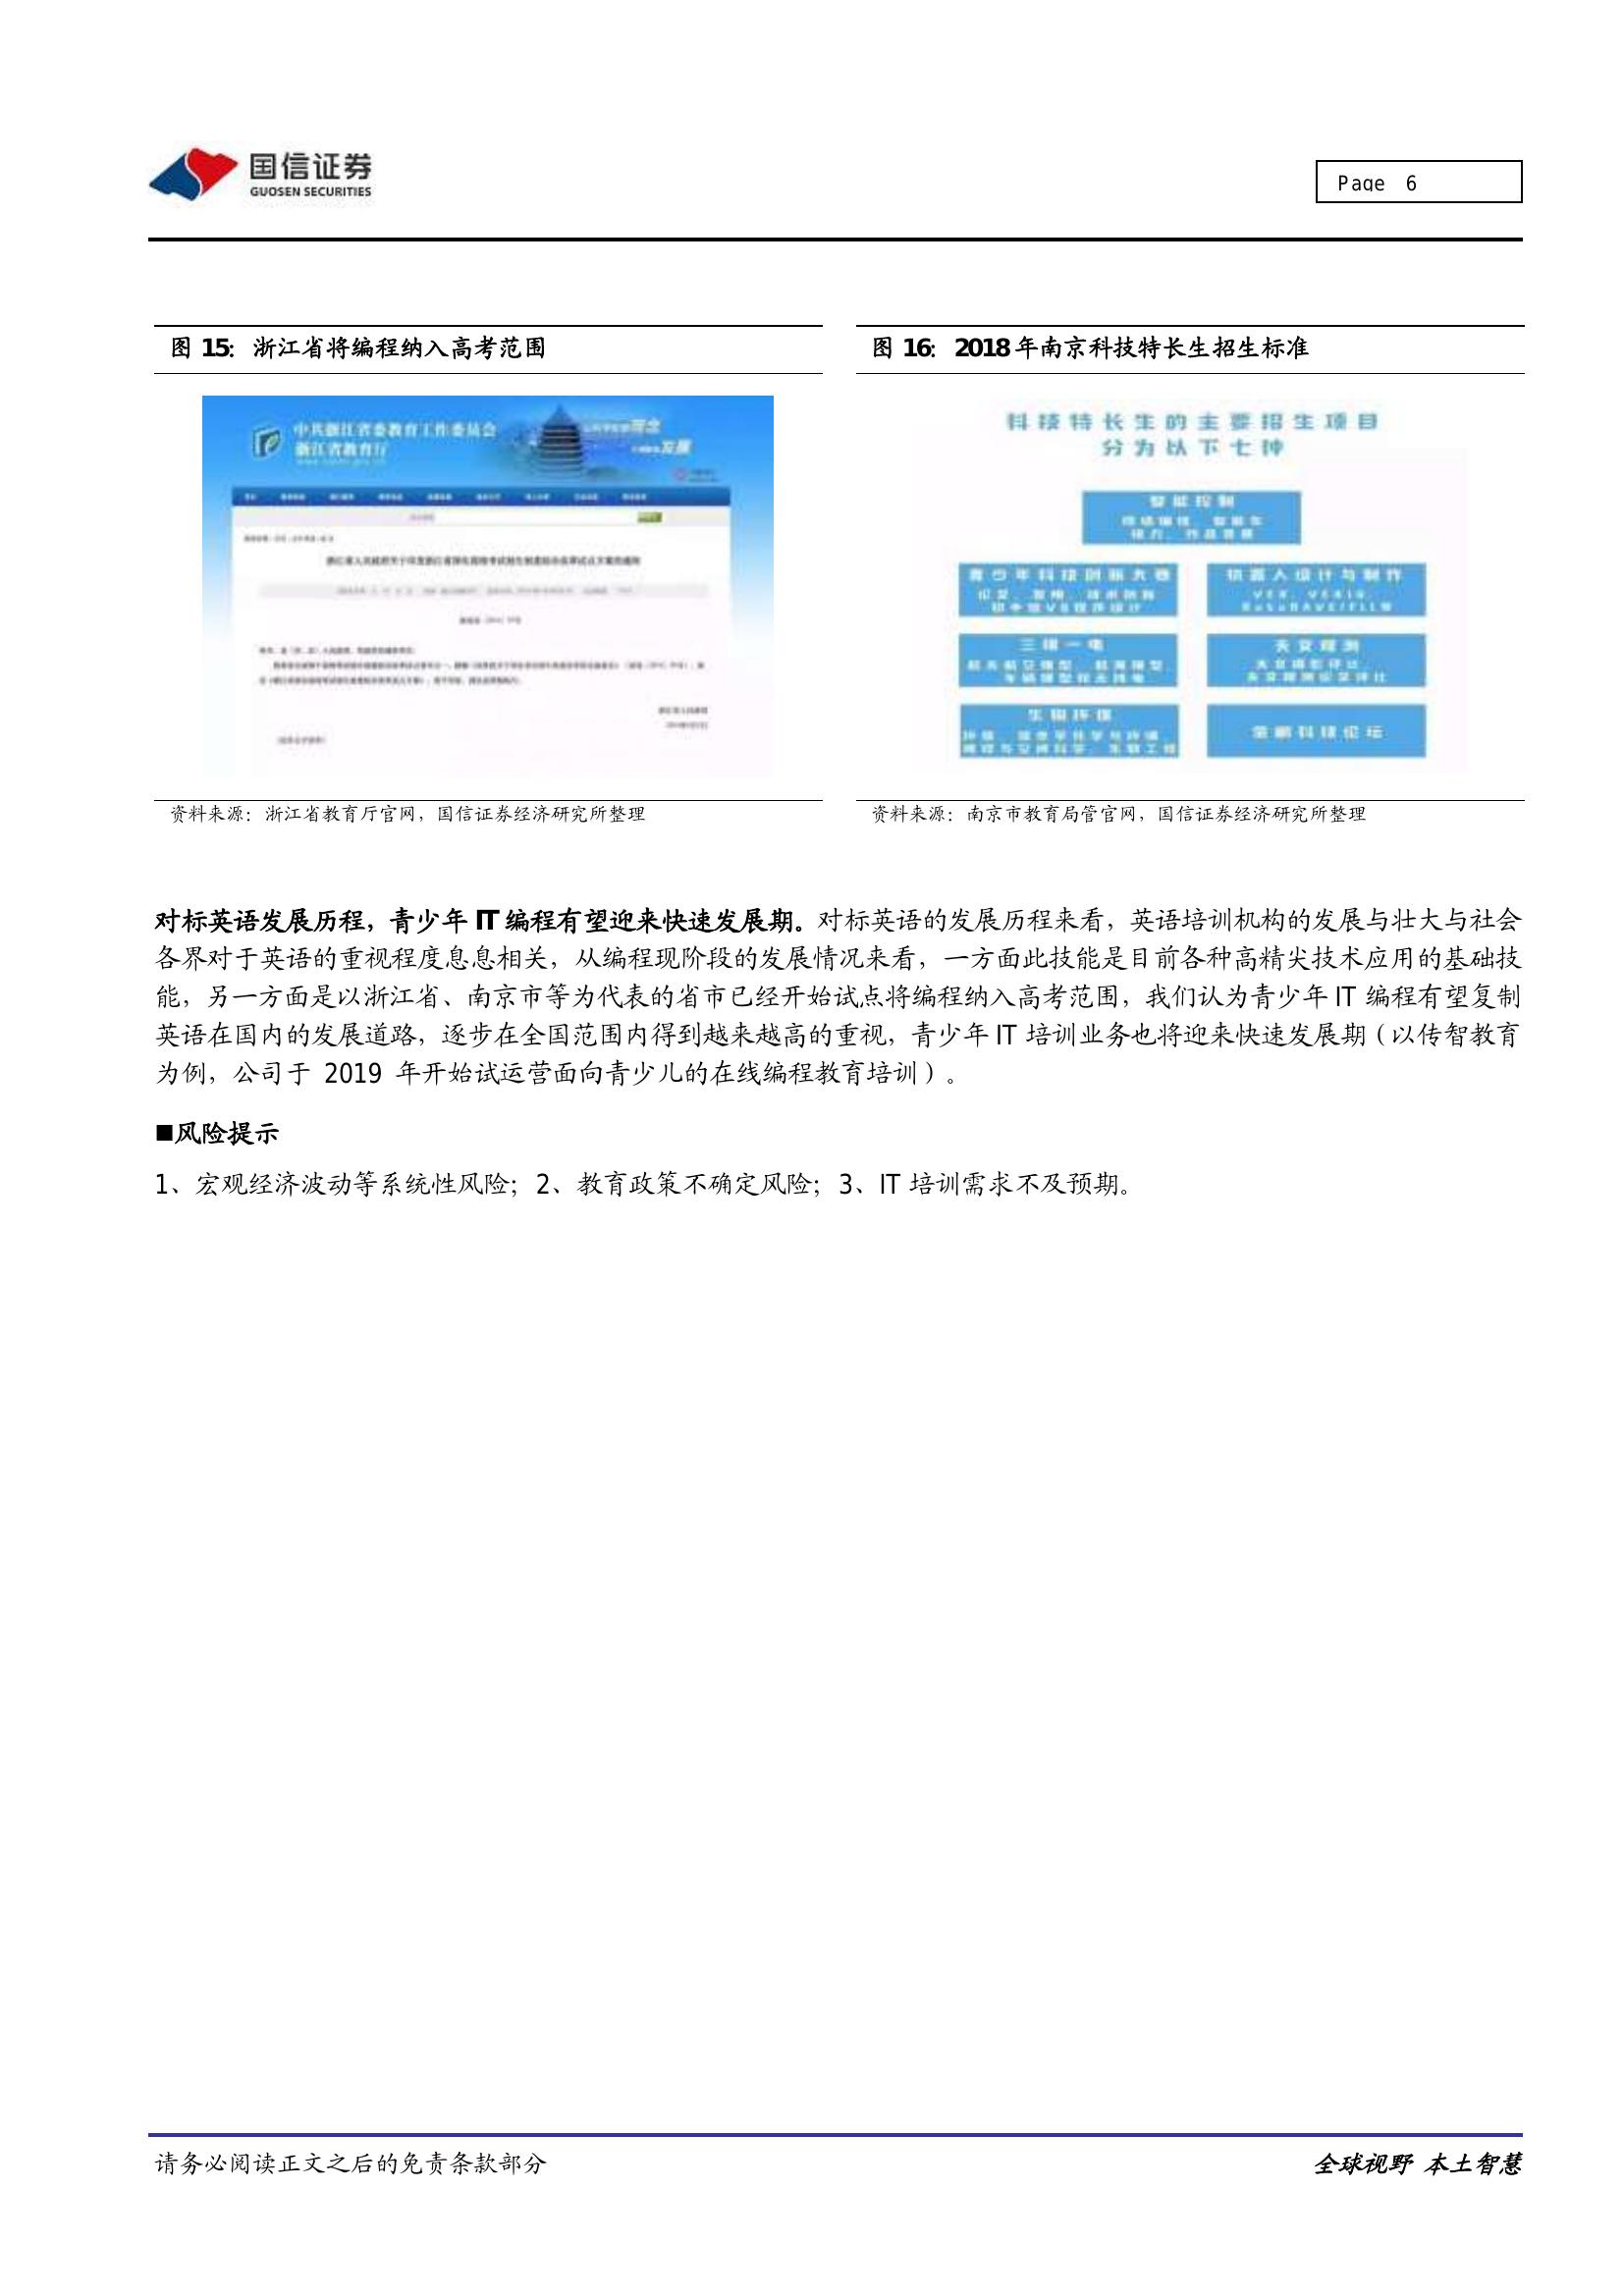 国信证券
GUOSEN SECURITIES
Page 6
图 15：浙江省将编程纳入高考范围
图 16：2018 年南京科技特长生招生标准
中共浙江省委教育工作委员会
浙江省教育厅
发展
科技特长生的主要招生项目
分为以下七种
智能控制
青少年科技创新大赛
机器人设计与制作
三模一电
天文观测
生物环保
金鹏科技论坛
资料来源：浙江省教育厅官网，国信证券经济研究所整理
资料来源：南京市教育局管官网，国信证券经济研究所整理
对标英语发展历程，青少年 IT 编程有望迎来快速发展期。对标英语的发展历程来看，英语培训机构的发展与壮大与社会
各界对于英语的重视程度息息相关，从编程现阶段的发展情况来看，一方面此技能是目前各种高精尖技术应用的基础技
能，另一方面是以浙江省、南京市等为代表的省市已经开始试点将编程纳入高考范围，我们认为青少年 IT 编程有望复制
英语在国内的发展道路，逐步在全国范围内得到越来越高的重视，青少年 IT 培训业务也将迎来快速发展期（以传智教育
为例，公司于 2019 年开始试运营面向青少儿的在线编程教育培训）。
■风险提示
1、宏观经济波动等系统性风险；2、教育政策不确定风险；3、IT 培训需求不及预期。
请务必阅读正文之后的免责条款部分
全球视野 本土智慧